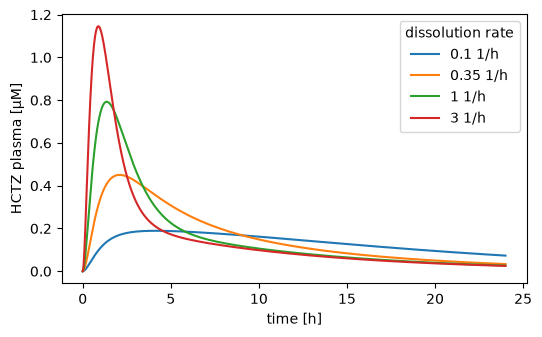 HCTZ plasma [µM]
1.2
1.0
0.8
0.6
0.4
0.2
0.0
dissolution rate
0.1 1/h
0.35 1/h
1 1/h
3 1/h
0 5 10 15 20 25
time [h]